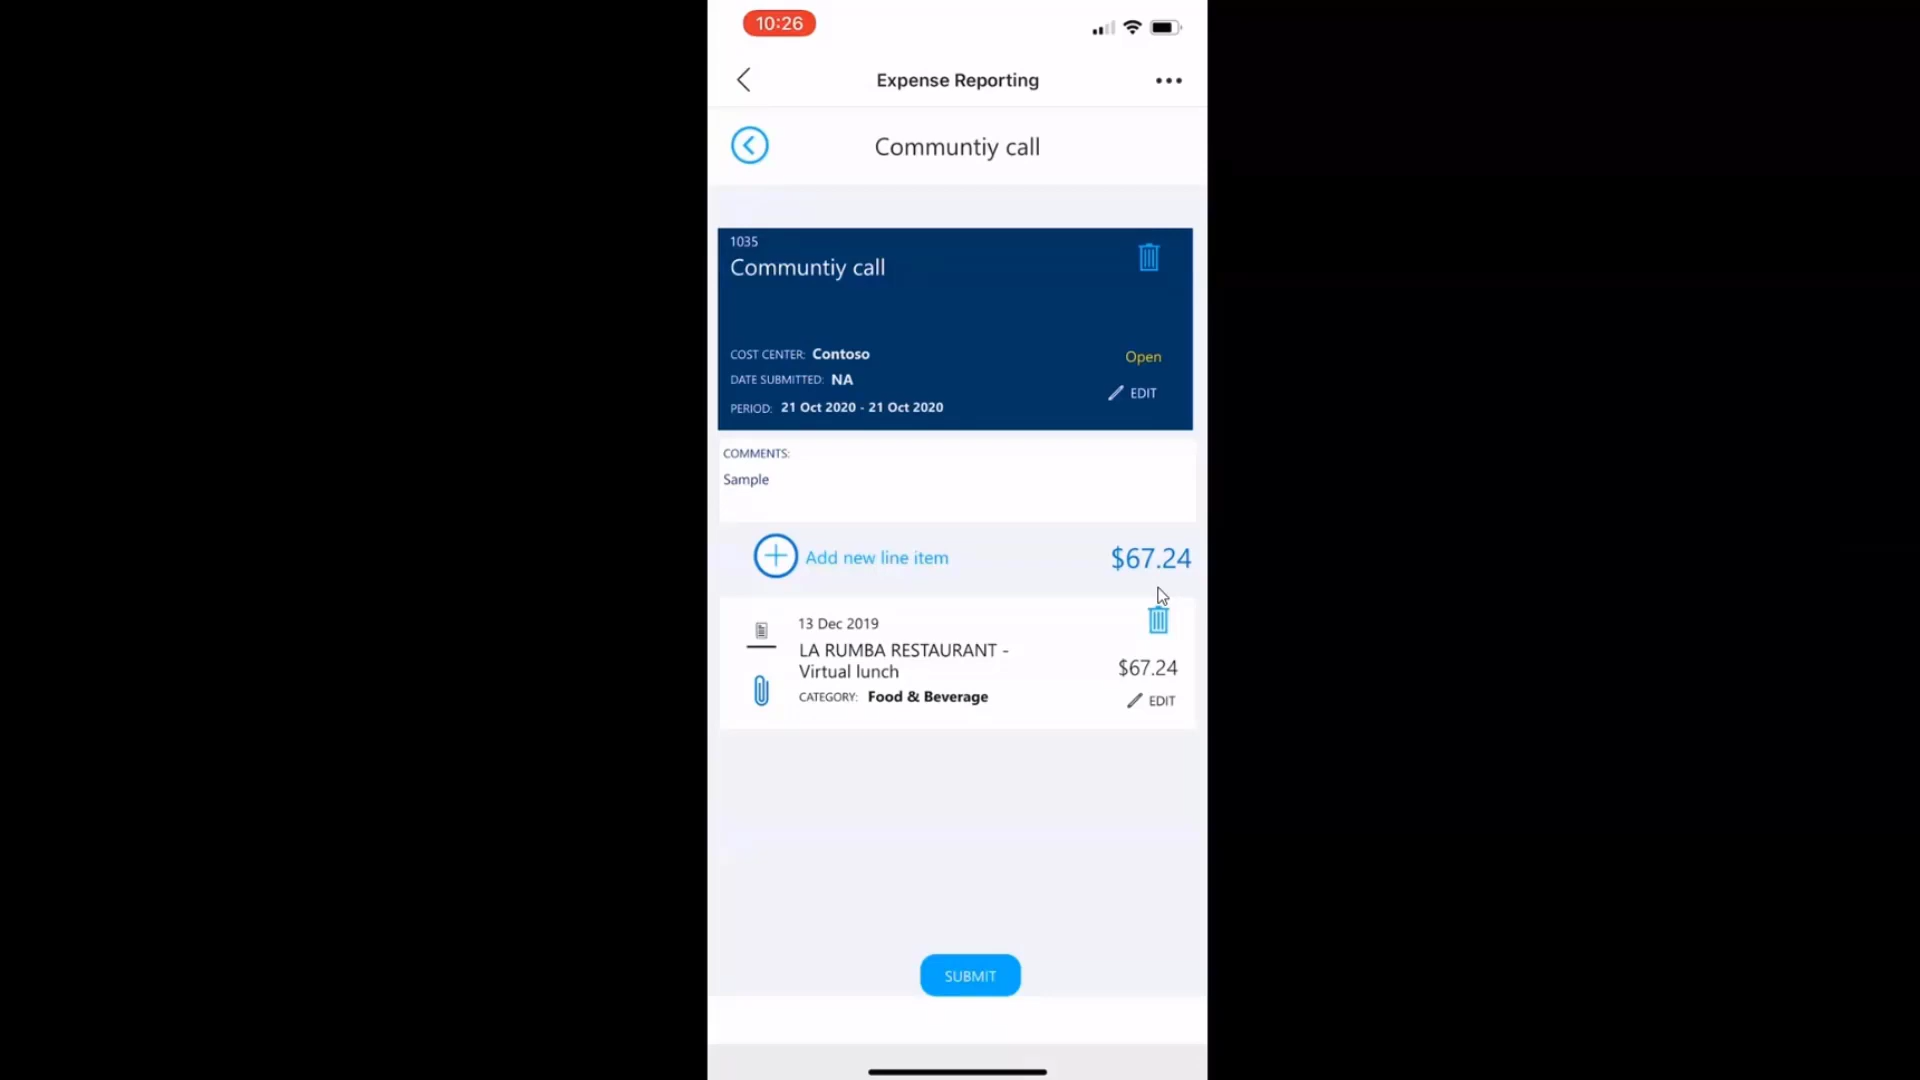 10:26
Expense Reporting
Communtiy call
1035
Communtiy call
COST CENTER: Contoso
Open
DATE SUBMITTED: NA
EDIT
PERIOD: 21 Oct 2020 - 21 Oct 2020
COMMENTS:
Sample
Add new line item
$67.24
13 Dec 2019
LA RUMBA RESTAURANT -
Virtual lunch
$67.24
CATEGORY: Food & Beverage
EDIT
SUBMIT